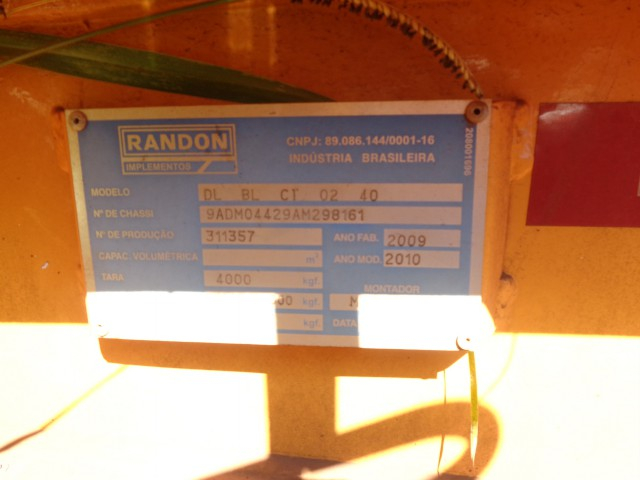 RANDON
IMPLEMENTOS
CNPJ: 89.086.144/0001-16
INDÚSTRIA BRASILEIRA
MODELO DL BL CT 02 40
Nº DE CHASSI 9ADM04429AM298161
Nº DE PRODUÇÃO 311357 ANO FAB. 2009
CAPAC. VOLUMÉTRICA m³ ANO MOD. 2010
TARA 4000 kgf.
MONTADOR
kgf.
kgf. DATA